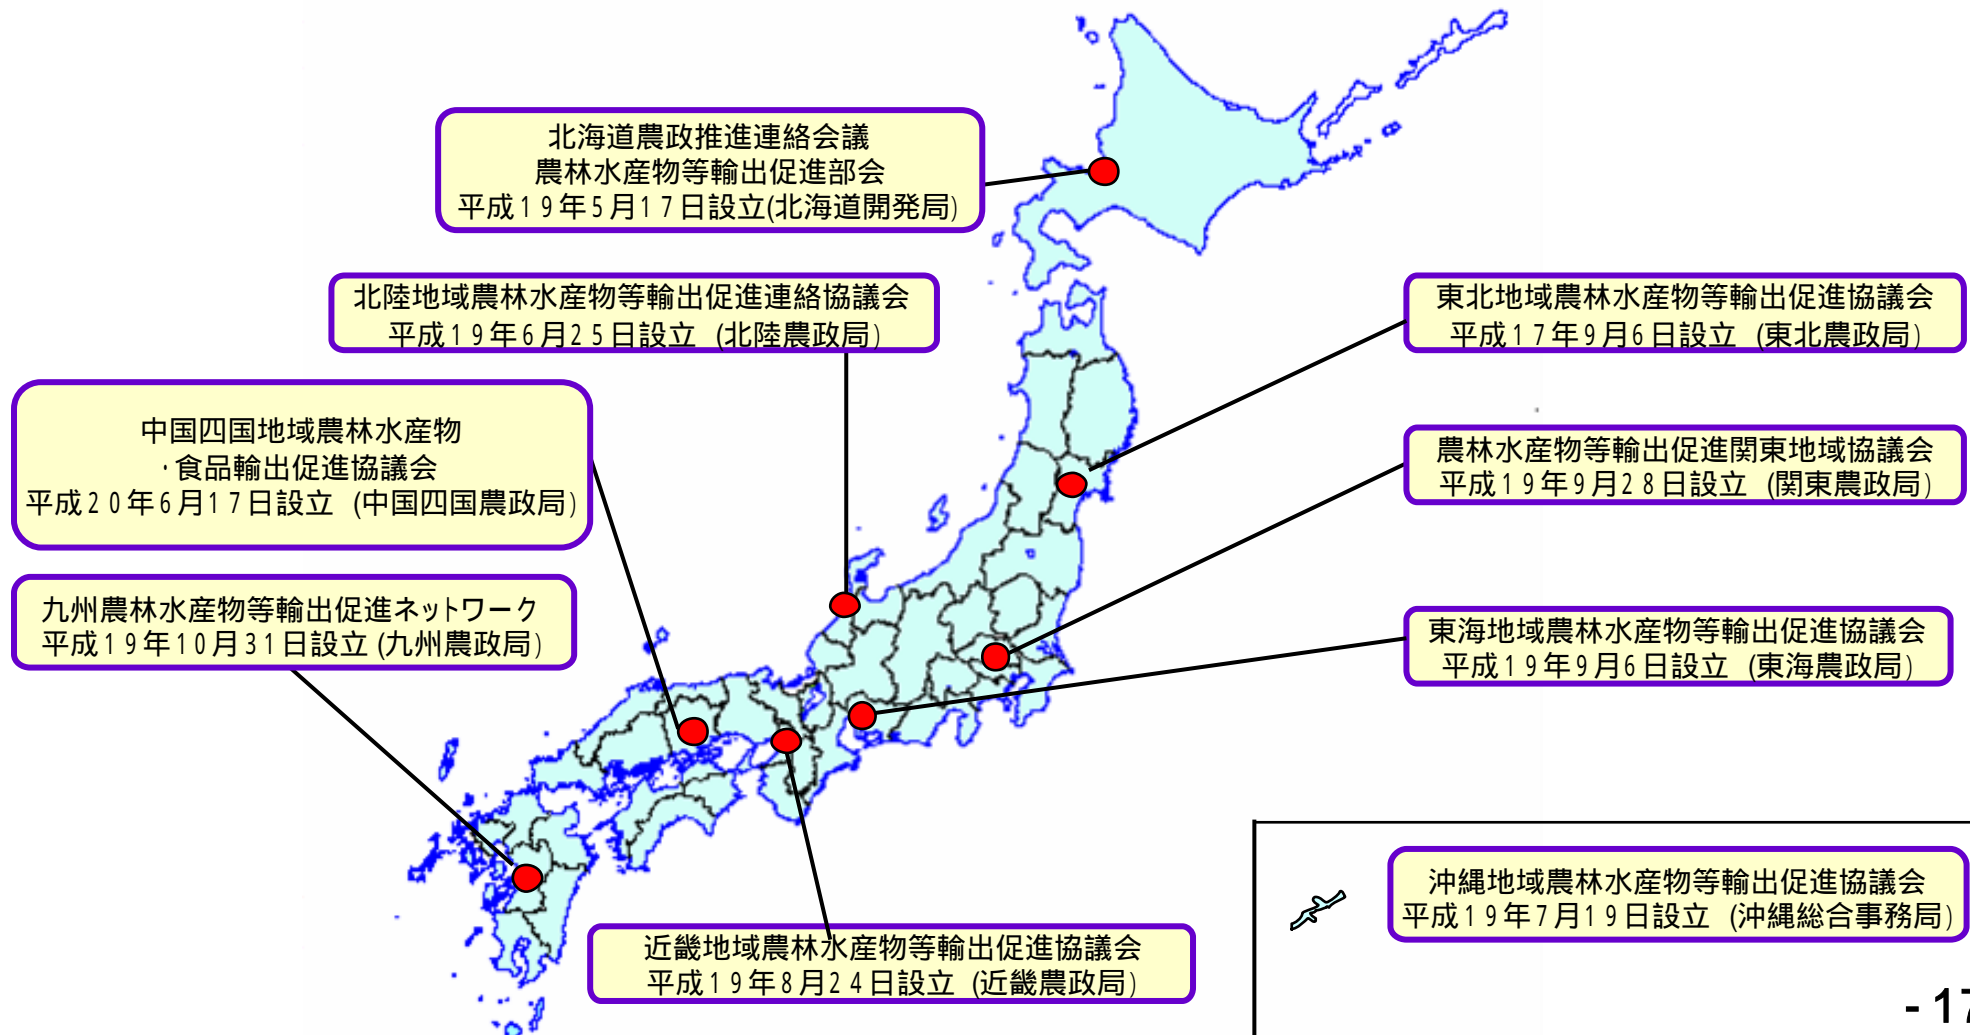 北海道農政推進連絡会議
農林水産物等輸出促進部会
平成19年5月17日設立(北海道開発局)
北陸地域農林水産物等輸出促進連絡協議会
平成19年6月25日設立 (北陸農政局)
東北地域農林水産物等輸出促進協議会
平成17年9月6日設立 (東北農政局)
中国四国地域農林水産物
・食品輸出促進協議会
平成20年6月17日設立 (中国四国農政局)
農林水産物等輸出促進関東地域協議会
平成19年9月28日設立 (関東農政局)
九州農林水産物等輸出促進ネットワーク
平成19年10月31日設立 (九州農政局)
東海地域農林水産物等輸出促進協議会
平成19年9月6日設立 (東海農政局)
沖縄地域農林水産物等輸出促進協議会
平成19年7月19日設立 (沖縄総合事務局)
近畿地域農林水産物等輸出促進協議会
平成19年8月24日設立 (近畿農政局)
-17